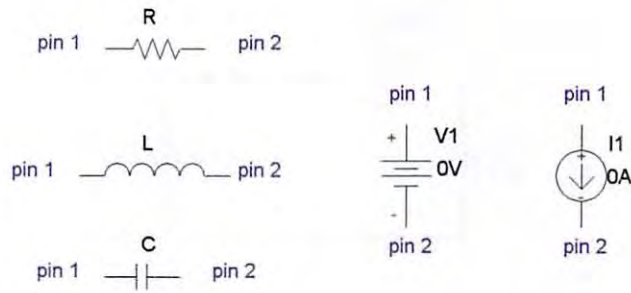 R
pin 1 pin 2
L
pin 1 pin 2
C
pin 1 pin 2
pin 1
+ V1
0V
-
pin 2
pin 1
+ I1
0A
-
pin 2